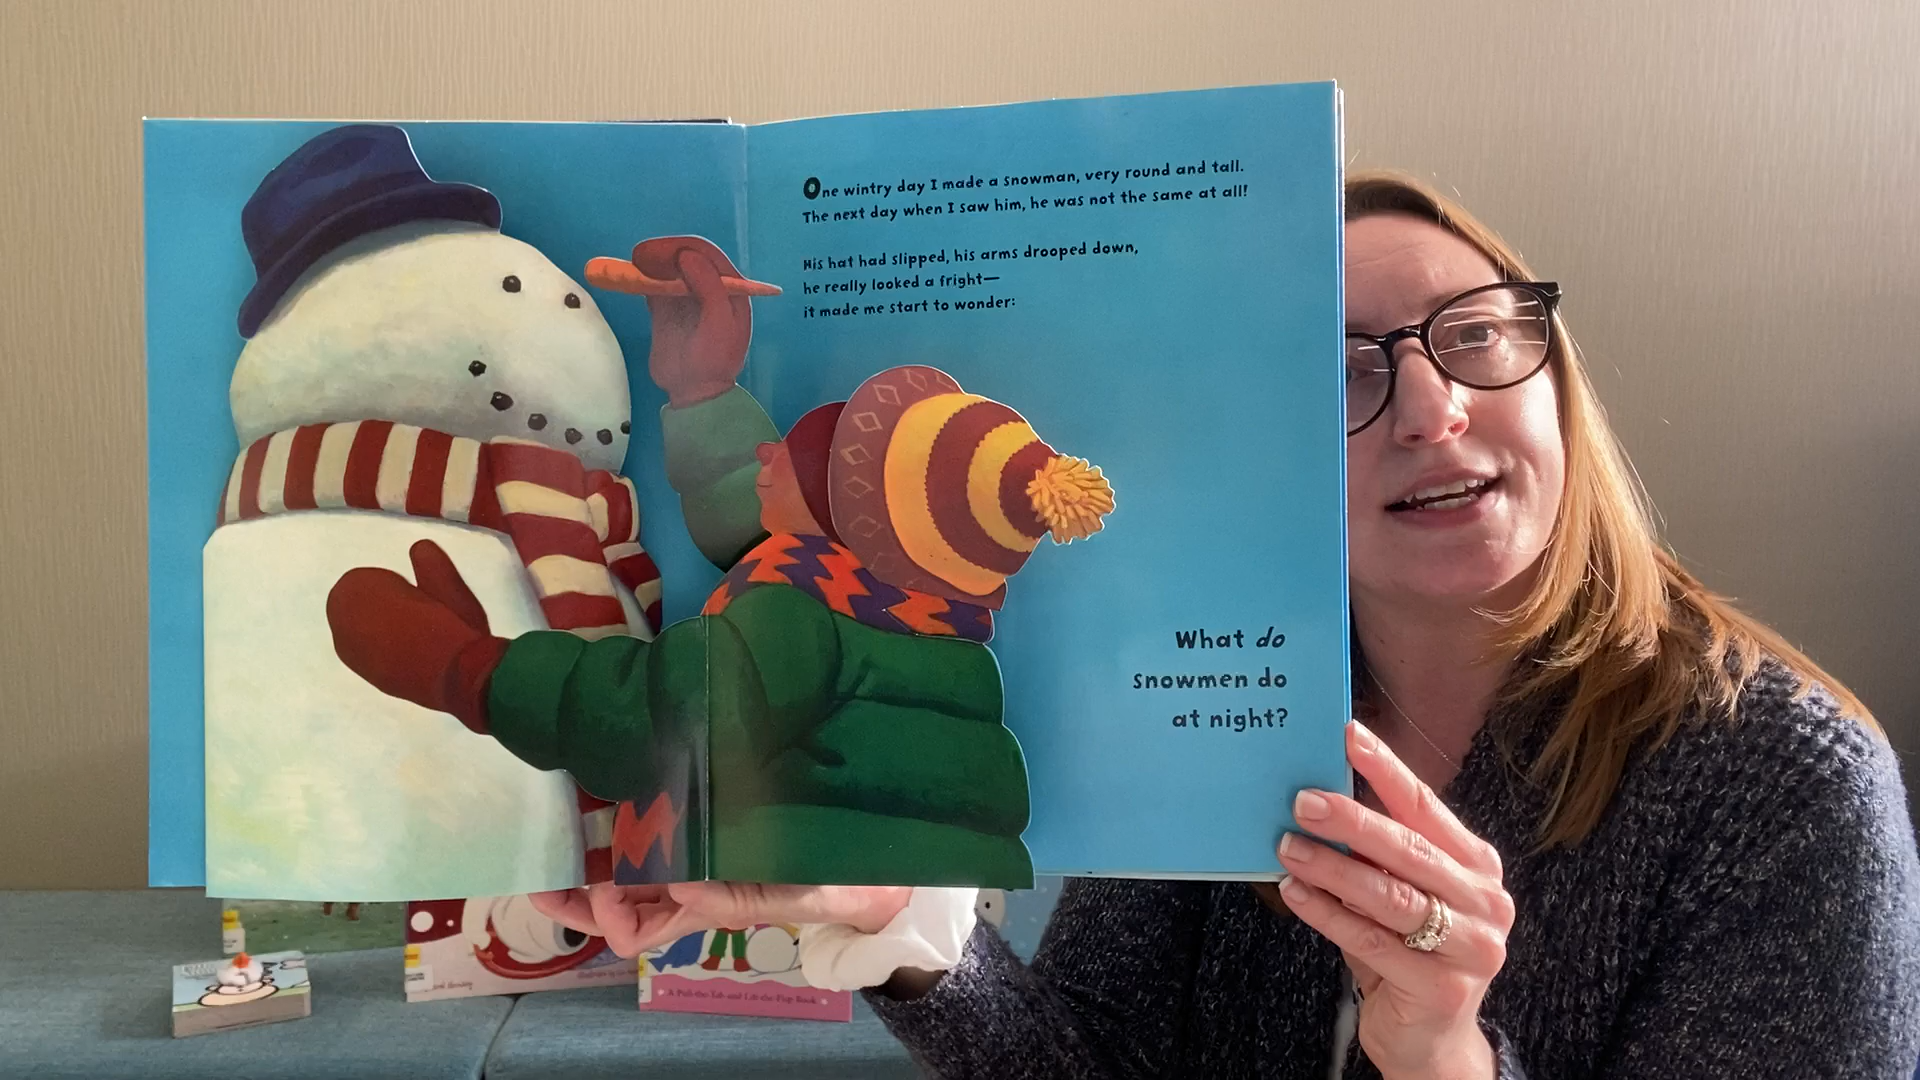 One wintry day I made a snowman, very round and tall.
The next day when I saw him, he was not the same at all!
His hat had slipped, his arms drooped down,
he really looked a fright—
it made me start to wonder:
What do
snowmen do
at night?
A Pull-the-Tab and Lift-the-Flap Book